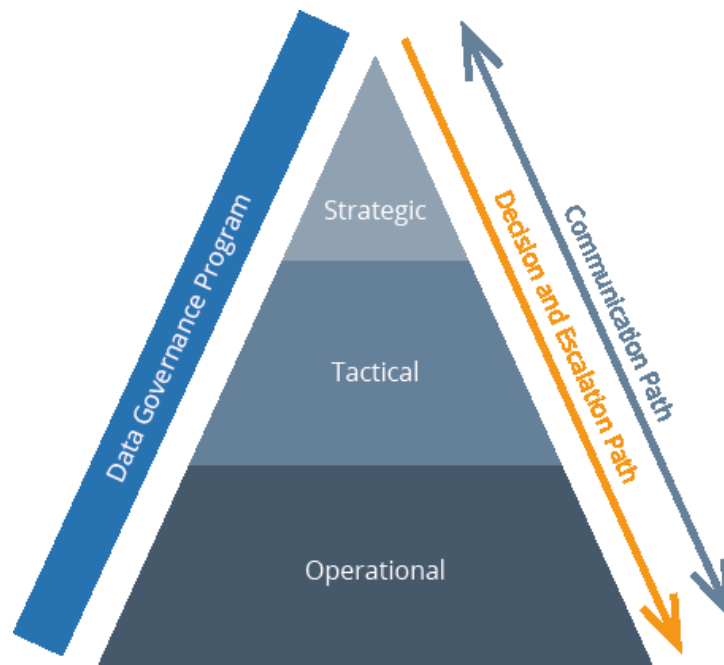 Data Governance Program
Strategic
Tactical
Operational
Decision and Escalation Path
Communication Path